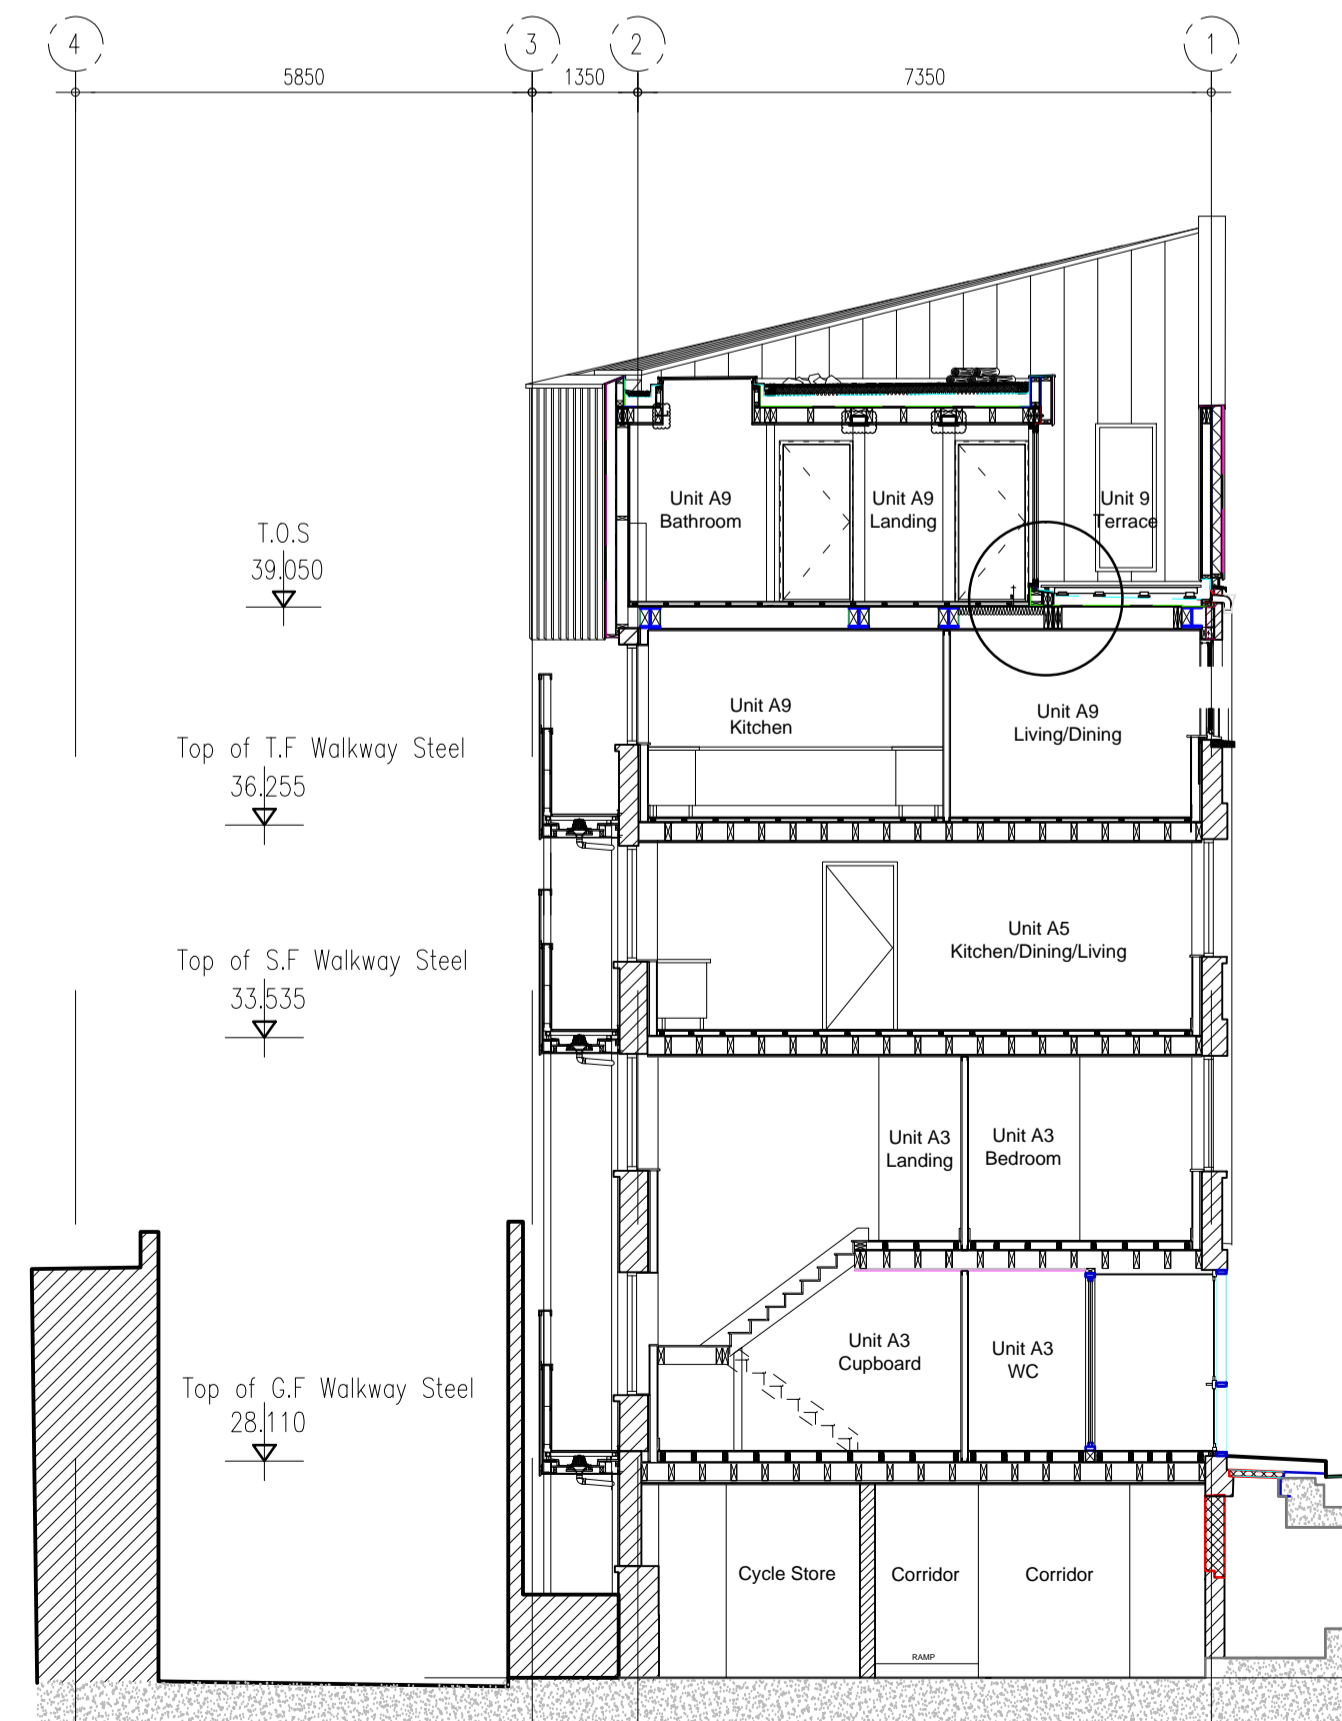 4
3
2
1
5850
1350
7350
Unit A9
Bathroom
Unit A9
Landing
Unit 9
Terrace
T.O.S
39.050
Unit A9
Kitchen
Unit A9
Living/Dining
Top of T.F Walkway Steel
36.255
Unit A5
Kitchen/Dining/Living
Top of S.F Walkway Steel
33.535
Unit A3
Landing
Unit A3
Bedroom
Unit A3
Cupboard
Unit A3
WC
Top of G.F Walkway Steel
28.110
Cycle Store
Corridor
Corridor
RAMP